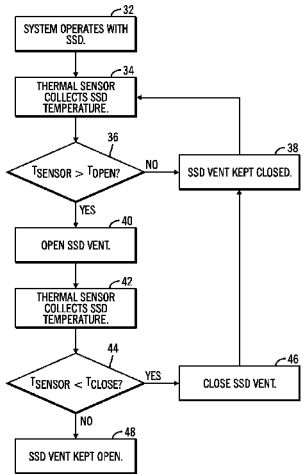 32
SYSTEM OPERATES WITH
SSD.
34
THERMAL SENSOR
COLLECTS SSD
TEMPERATURE.
36
TSENSOR > TOPEN?
NO
38
SSD VENT KEPT CLOSED.
YES
40
OPEN SSD VENT.
42
THERMAL SENSOR
COLLECTS SSD
TEMPERATURE.
44
TSENSOR < TCLOSE?
YES
46
CLOSE SSD VENT.
NO
48
SSD VENT KEPT OPEN.